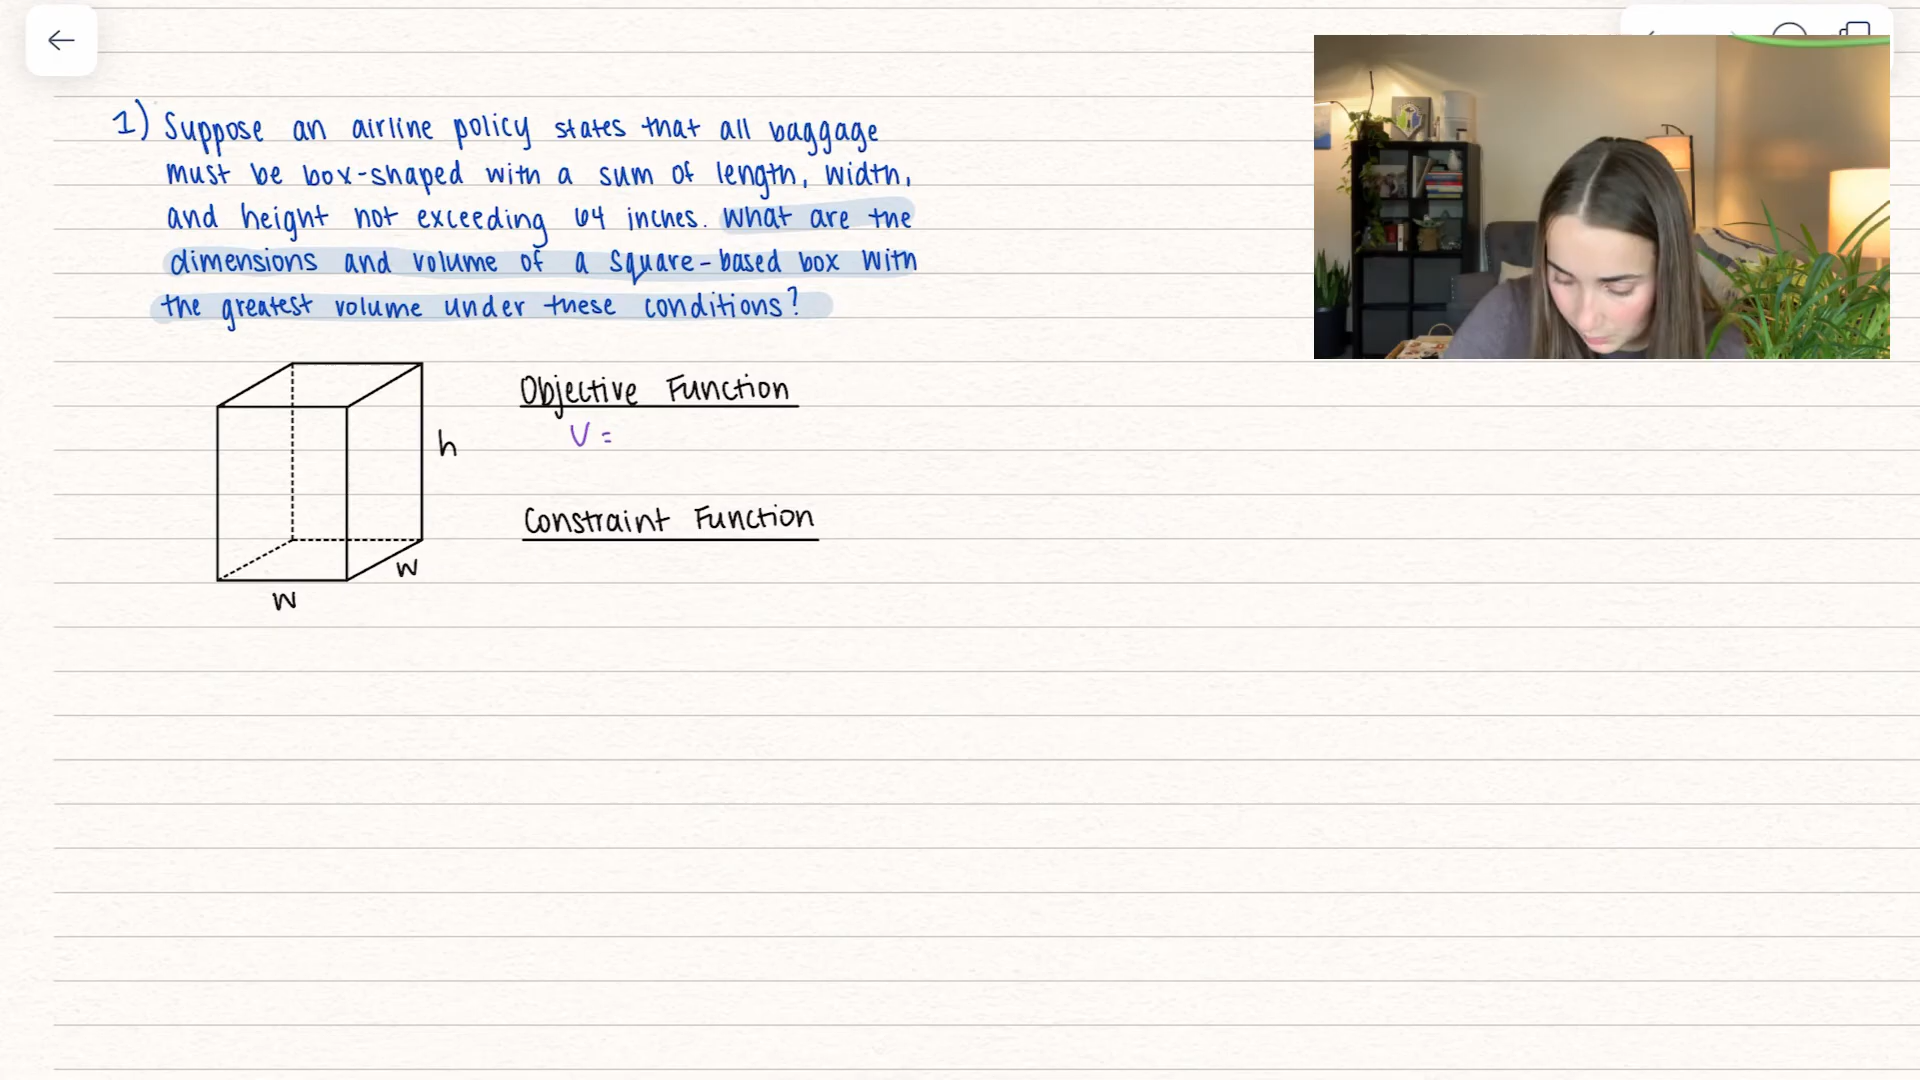 1) Suppose an airline policy states that all baggage
must be box-shaped with a sum of length, width,
and height not exceeding 64 inches. What are the
dimensions and volume of a square-based box with
the greatest volume under these conditions?
Objective Function
V =
h
Constraint Function
w
w